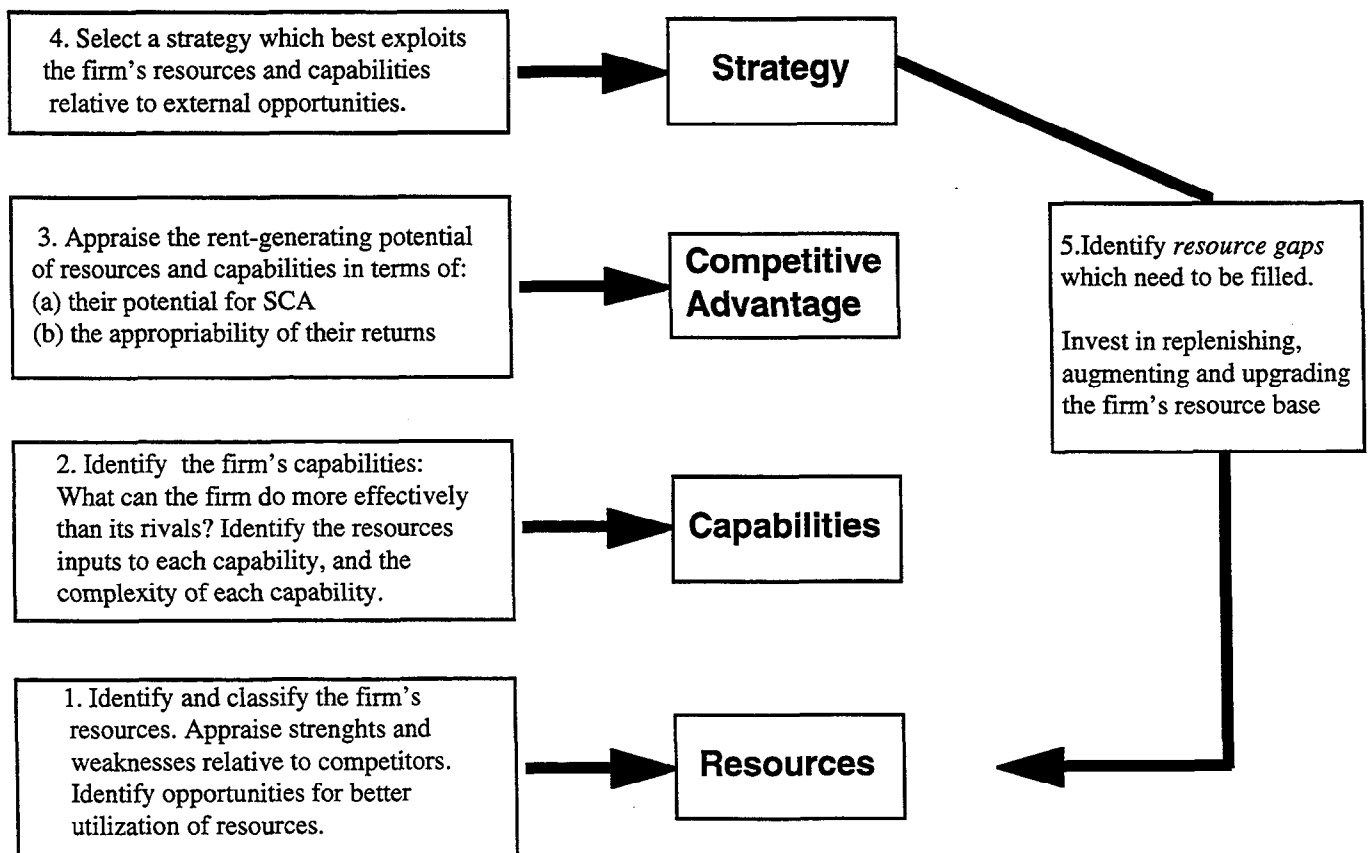 4. Select a strategy which best exploits
the firm's resources and capabilities
relative to external opportunities.
Strategy
3. Appraise the rent-generating potential
of resources and capabilities in terms of:
(a) their potential for SCA
(b) the appropriability of their returns
Competitive
Advantage
5.Identify resource gaps
which need to be filled.
Invest in replenishing,
augmenting and upgrading
the firm's resource base
2. Identify the firm's capabilities:
What can the firm do more effectively
than its rivals? Identify the resources
inputs to each capability, and the
complexity of each capability.
Capabilities
1. Identify and classify the firm's
resources. Appraise strenghts and
weaknesses relative to competitors.
Identify opportunities for better
utilization of resources.
Resources